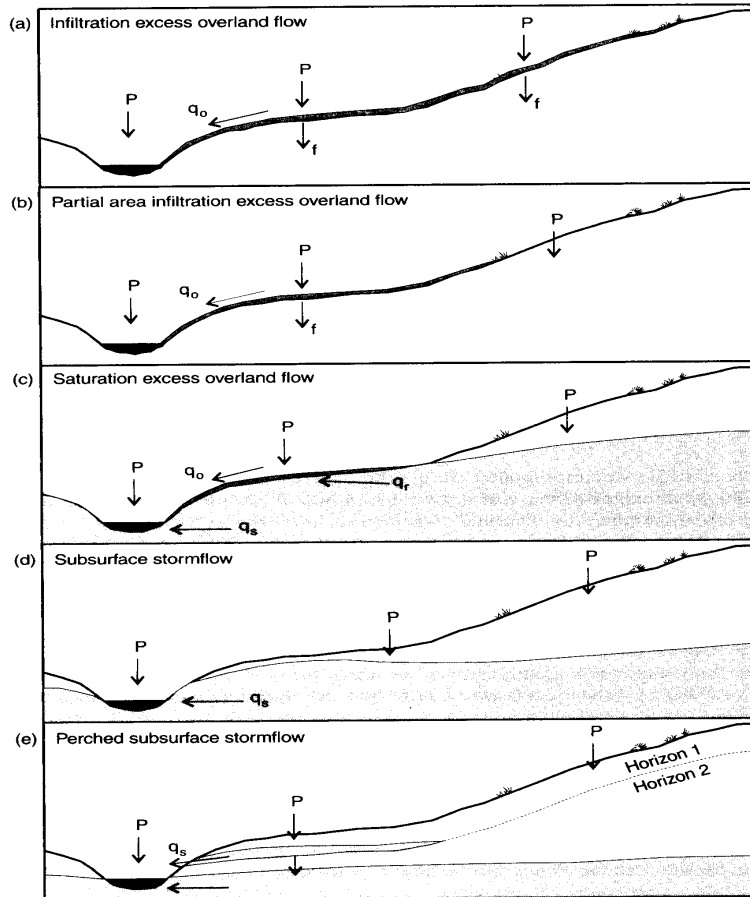 (a) Infiltration excess overland flow
P
P
P
qo
f
f
(b) Partial area infiltration excess overland flow
P
P
P
qo
f
(c) Saturation excess overland flow
P
P
P
qo
qr
qs
(d) Subsurface stormflow
P
P
P
qs
(e) Perched subsurface stormflow
P
Horizon 1
Horizon 2
P
P
qs